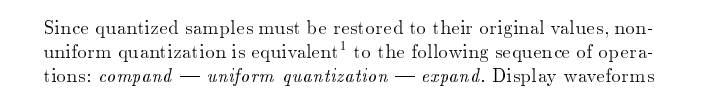 Since quantized samples must be restored to their original values, non-
uniform quantization is equivalent1 to the following sequence of opera-
tions: compand — uniform quantization — expand. Display waveforms